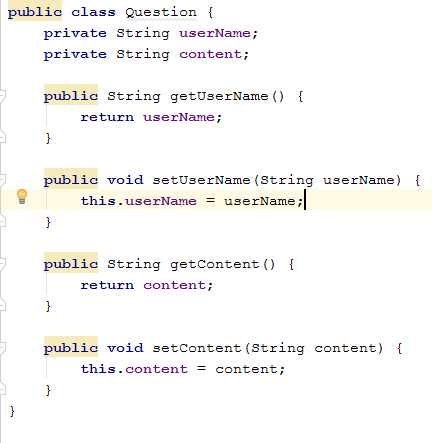 public class Question {
    private String userName;
    private String content;

    public String getUserName() {
        return userName;
    }

    public void setUserName(String userName) {
        this.userName = userName;
    }

    public String getContent() {
        return content;
    }

    public void setContent(String content) {
        this.content = content;
    }
}